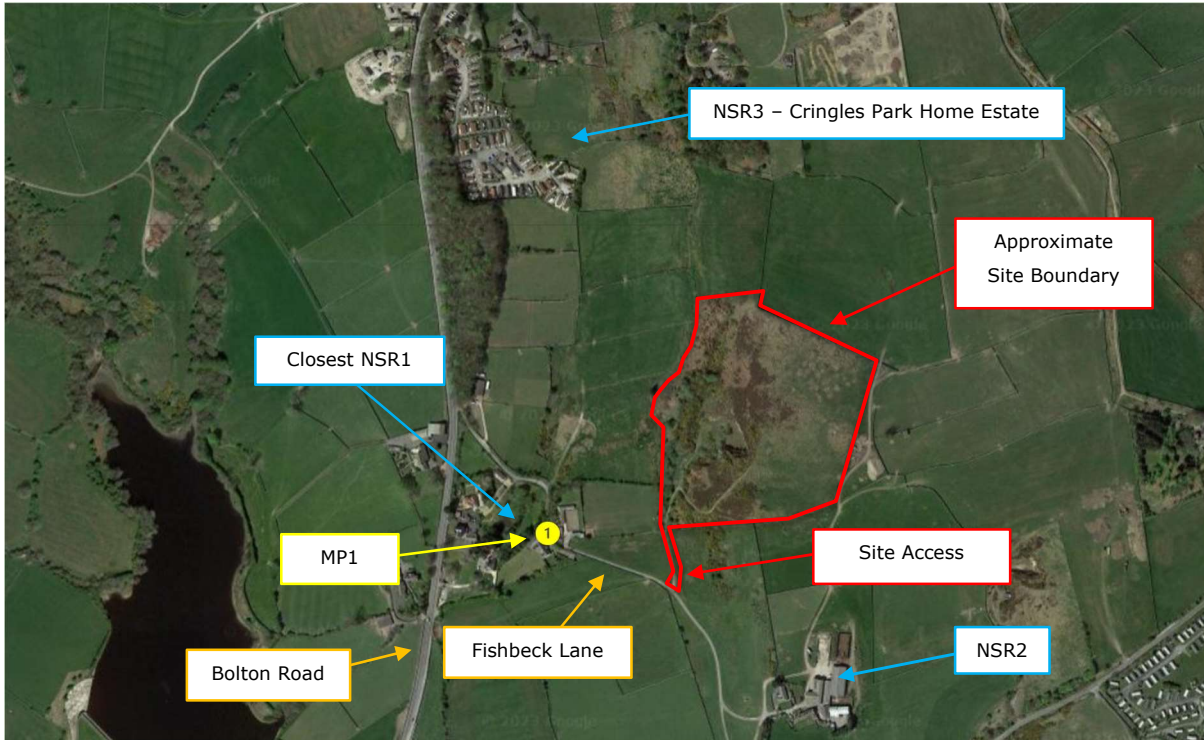 NSR3 – Cringles Park Home Estate
Approximate
Site Boundary
Closest NSR1
1
MP1
Site Access
Fishbeck Lane
NSR2
Bolton Road